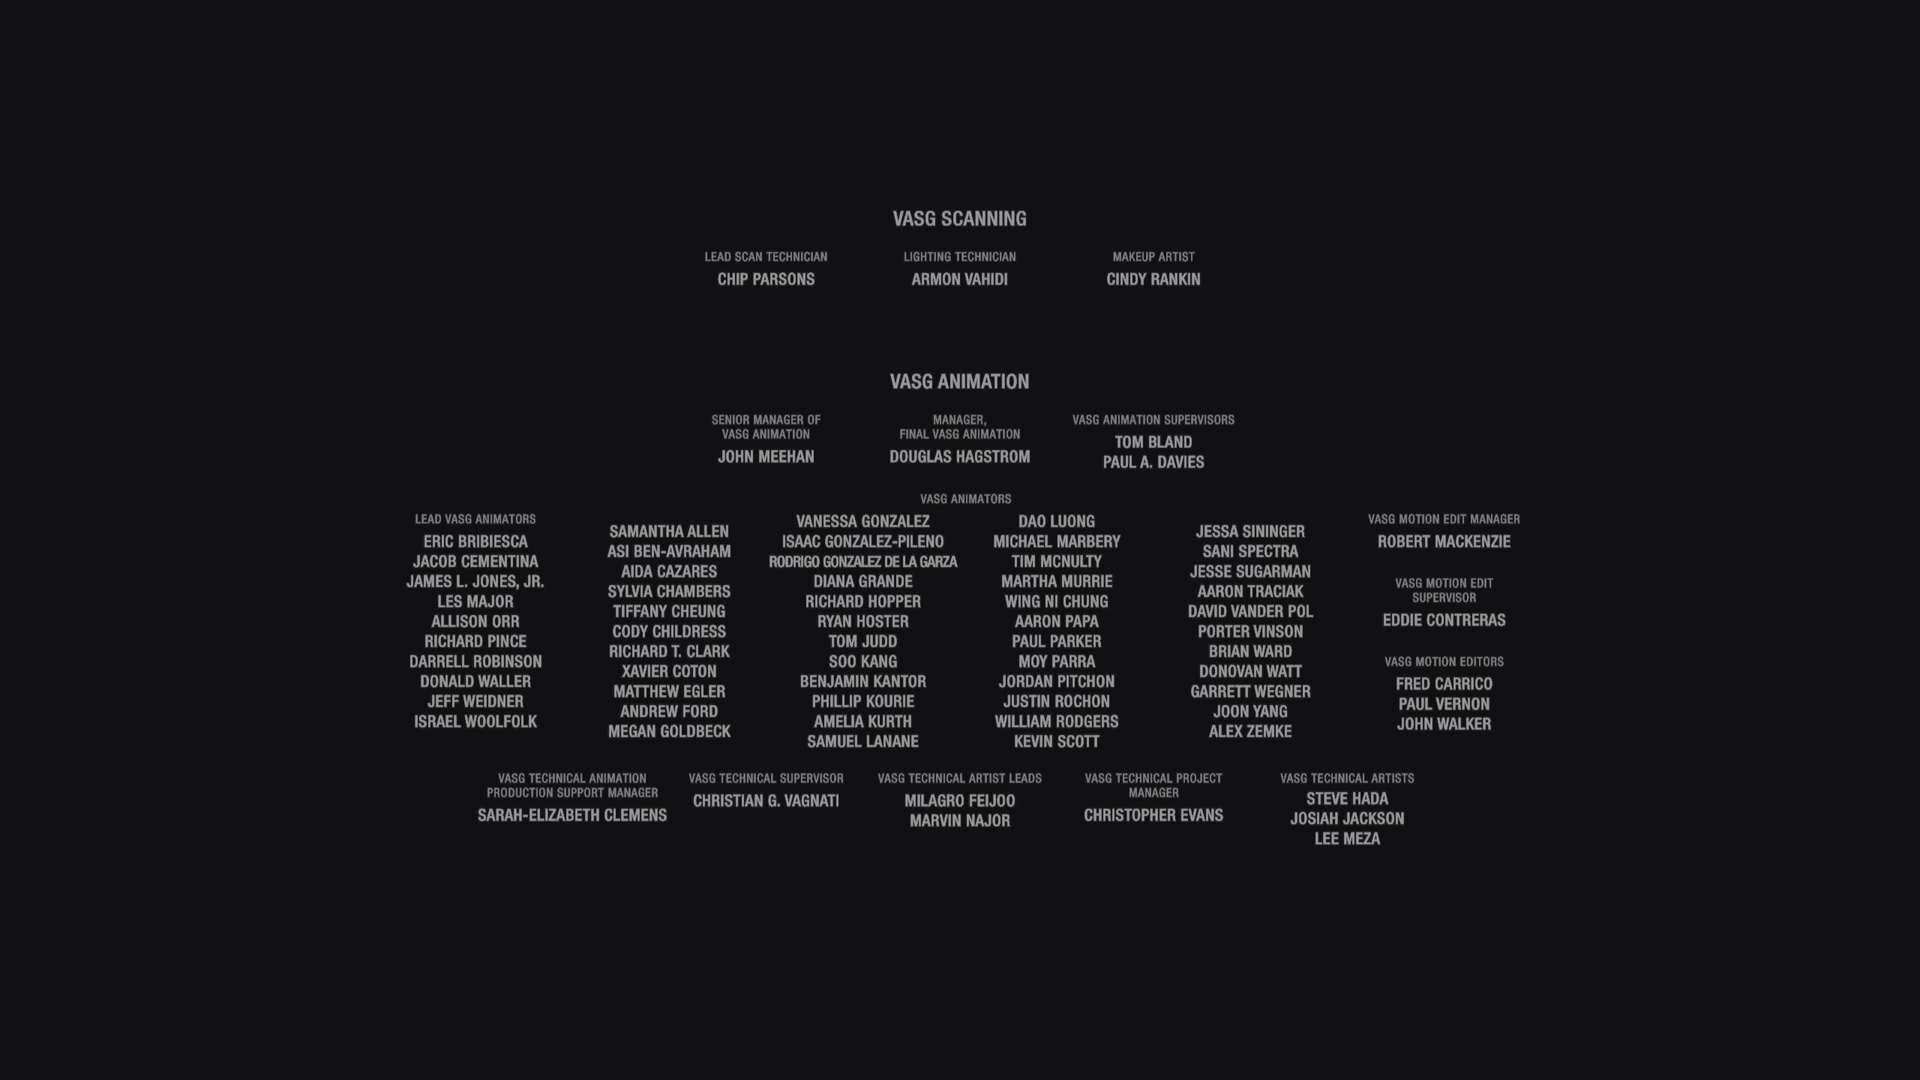 VASG SCANNING
LEAD SCAN TECHNICIAN
CHIP PARSONS
LIGHTING TECHNICIAN
ARMON VAHIDI
MAKEUP ARTIST
CINDY RANKIN
VASG ANIMATION
SENIOR MANAGER OF
VASG ANIMATION
JOHN MEEHAN
MANAGER,
FINAL VASG ANIMATION
DOUGLAS HAGSTROM
VASG ANIMATION SUPERVISORS
TOM BLAND
PAUL A. DAVIES
LEAD VASG ANIMATORS
ERIC BRIBIESCA
JACOB CEMENTINA
JAMES L. JONES, JR.
LES MAJOR
ALLISON ORR
RICHARD PINCE
DARRELL ROBINSON
DONALD WALLER
JEFF WEIDNER
ISRAEL WOOLFOLK
VASG ANIMATORS
SAMANTHA ALLEN
ASI BEN-AVRAHAM
AIDA CAZARES
SYLVIA CHAMBERS
TIFFANY CHEUNG
CODY CHILDRESS
RICHARD T. CLARK
XAVIER COTON
MATTHEW EGLER
ANDREW FORD
MEGAN GOLDBECK
VANESSA GONZALEZ
ISAAC GONZALEZ-PILENO
RODRIGO GONZALEZ DE LA GARZA
DIANA GRANDE
RICHARD HOPPER
RYAN HOSTER
TOM JUDD
SOO KANG
BENJAMIN KANTOR
PHILLIP KOURIE
AMELIA KURTH
SAMUEL LANANE
DAO LUONG
MICHAEL MARBERY
TIM MCNULTY
MARTHA MURRIE
WING NI CHUNG
AARON PAPA
PAUL PARKER
MOY PARRA
JORDAN PITCHON
JUSTIN ROCHON
WILLIAM RODGERS
KEVIN SCOTT
JESSA SININGER
SANI SPECTRA
JESSE SUGARMAN
AARON TRACIAK
DAVID VANDER POL
PORTER VINSON
BRIAN WARD
DONOVAN WATT
GARRETT WEGNER
JOON YANG
ALEX ZEMKE
VASG MOTION EDIT MANAGER
ROBERT MACKENZIE
VASG MOTION EDIT
SUPERVISOR
EDDIE CONTRERAS
VASG MOTION EDITORS
FRED CARRICO
PAUL VERNON
JOHN WALKER
VASG TECHNICAL ANIMATION
PRODUCTION SUPPORT MANAGER
SARAH-ELIZABETH CLEMENS
VASG TECHNICAL SUPERVISOR
CHRISTIAN G. VAGNATI
VASG TECHNICAL ARTIST LEADS
MILAGRO FEIJOO
MARVIN NAJOR
VASG TECHNICAL PROJECT
MANAGER
CHRISTOPHER EVANS
VASG TECHNICAL ARTISTS
STEVE HADA
JOSIAH JACKSON
LEE MEZA